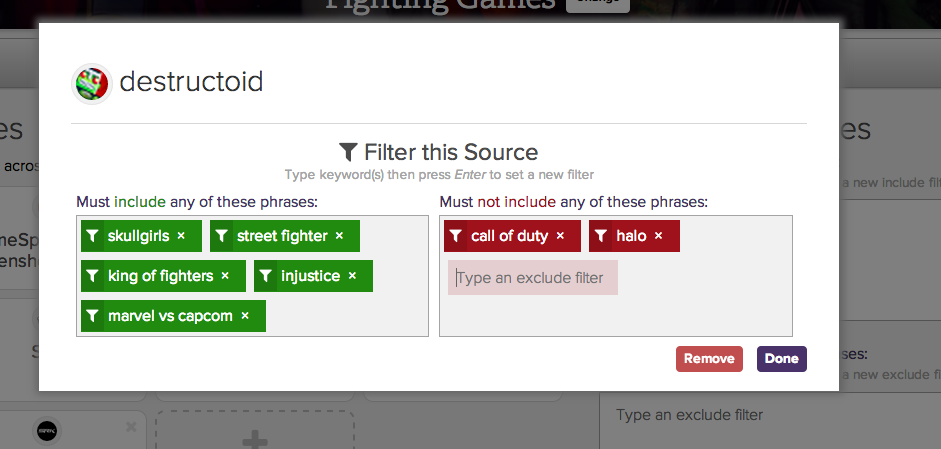 Fighting Games
Change
destructoid
es
es
acros
Filter this Source
Type keyword(s) then press Enter to set a new filter
a new include filt
Must include any of these phrases:
Must not include any of these phrases:
skullgirls ×
street fighter ×
call of duty ×
halo ×
meSp
ensh
king of fighters ×
injustice ×
Type an exclude filter
marvel vs capcom ×
S
Remove
Done
ses:
a new exclude fi
Type an exclude filter